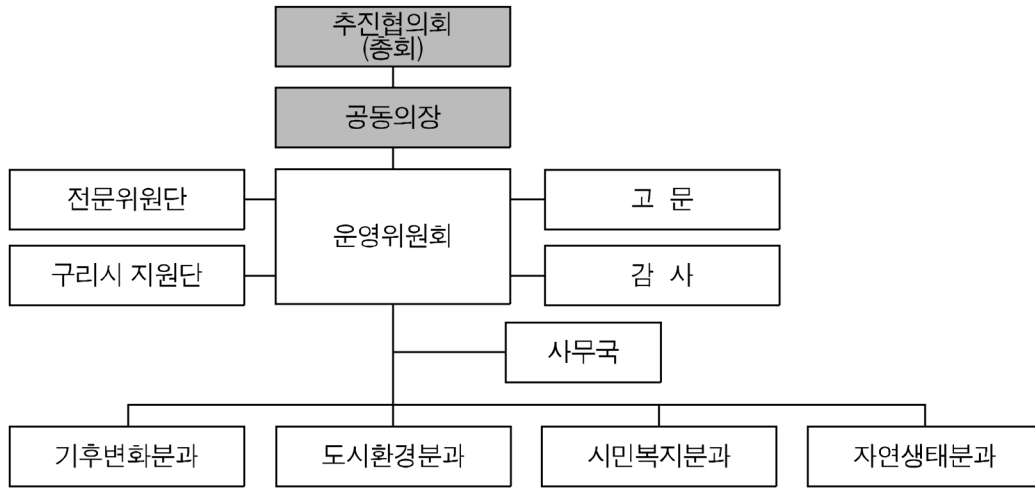 추진협의회
(총회)
공동의장
전문위원단
고 문
운영위원회
구리시 지원단
감 사
사무국
기후변화분과
도시환경분과
시민복지분과
자연생태분과